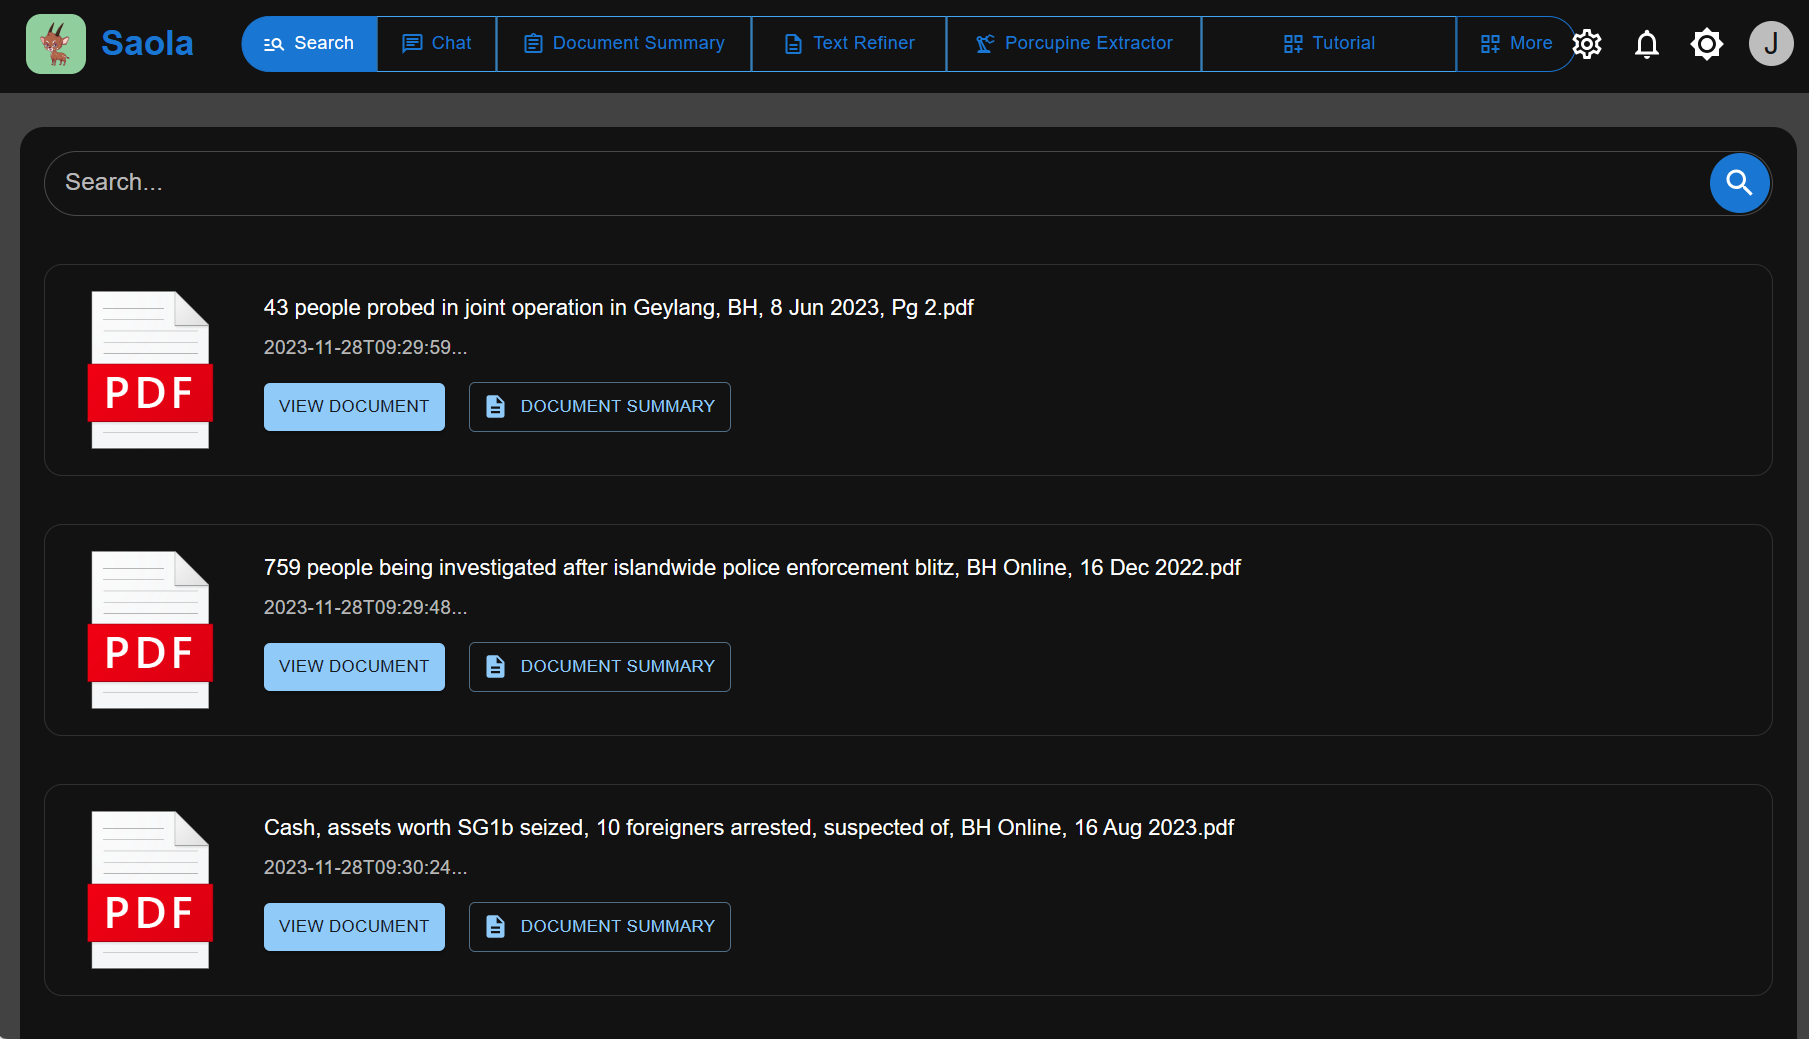 Saola
Search
Chat
Document Summary
Text Refiner
Porcupine Extractor
Tutorial
More
J
Search...
PDF
43 people probed in joint operation in Geylang, BH, 8 Jun 2023, Pg 2.pdf
2023-11-28T09:29:59...
VIEW DOCUMENT
DOCUMENT SUMMARY
PDF
759 people being investigated after islandwide police enforcement blitz, BH Online, 16 Dec 2022.pdf
2023-11-28T09:29:48...
VIEW DOCUMENT
DOCUMENT SUMMARY
PDF
Cash, assets worth SG1b seized, 10 foreigners arrested, suspected of, BH Online, 16 Aug 2023.pdf
2023-11-28T09:30:24...
VIEW DOCUMENT
DOCUMENT SUMMARY